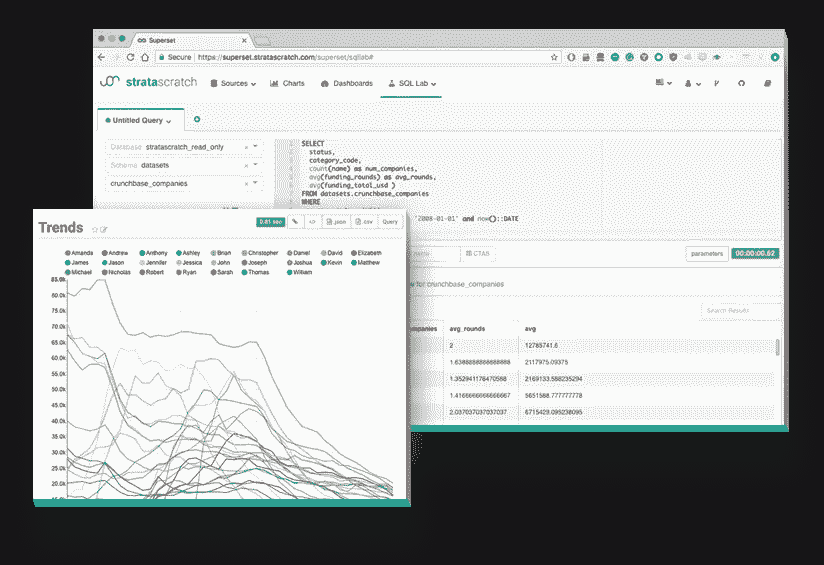 Superset
Secure https://superset.stratascratch.com/superset/sqllab#
stratascratch Sources Charts Dashboards SQL Lab
Untitled Query
Database stratascratch_read_only
Schema datasets
crunchbase_companies
SELECT
status,
category_code,
count(name) as num_companies,
avg(funding_rounds) as avg_rounds,
avg(funding_total_usd )
FROM datasets.crunchbase_companies
WHERE
'2008-01-01' and now()::DATE
CTAS parameters 00:00:00.62
for crunchbase_companies
Search Results
avg_rounds avg
2 12785741.6
1.6388888888888888 2117975.09375
1.352941176470588 2169133.588235294
1.4166666666666667 5651588.777777778
2.037037037037037 6715429.095238095
Trends 0.81 sec .json .csv Query
Amanda Andrew Anthony Ashley Brian Christopher Daniel David Elizabeth
James Jason Jennifer Jessica John Joseph Joshua Kevin Matthew
Michael Nicholas Robert Ryan Sarah Thomas William
80.0k
75.0k
70.0k
65.0k
60.0k
55.0k
50.0k
45.0k
40.0k
35.0k
30.0k
25.0k
20.0k